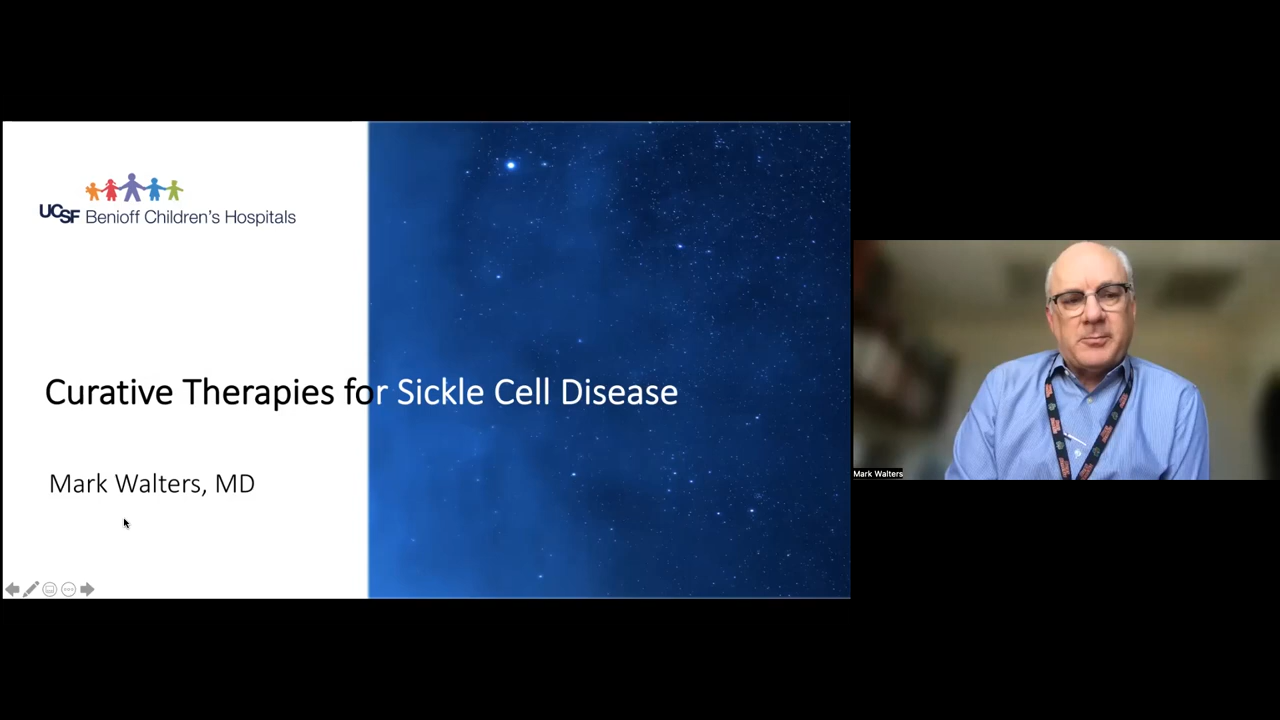 UCSF Benioff Children's Hospitals
Curative Therapies for Sickle Cell Disease
Mark Walters, MD
Mark Walters